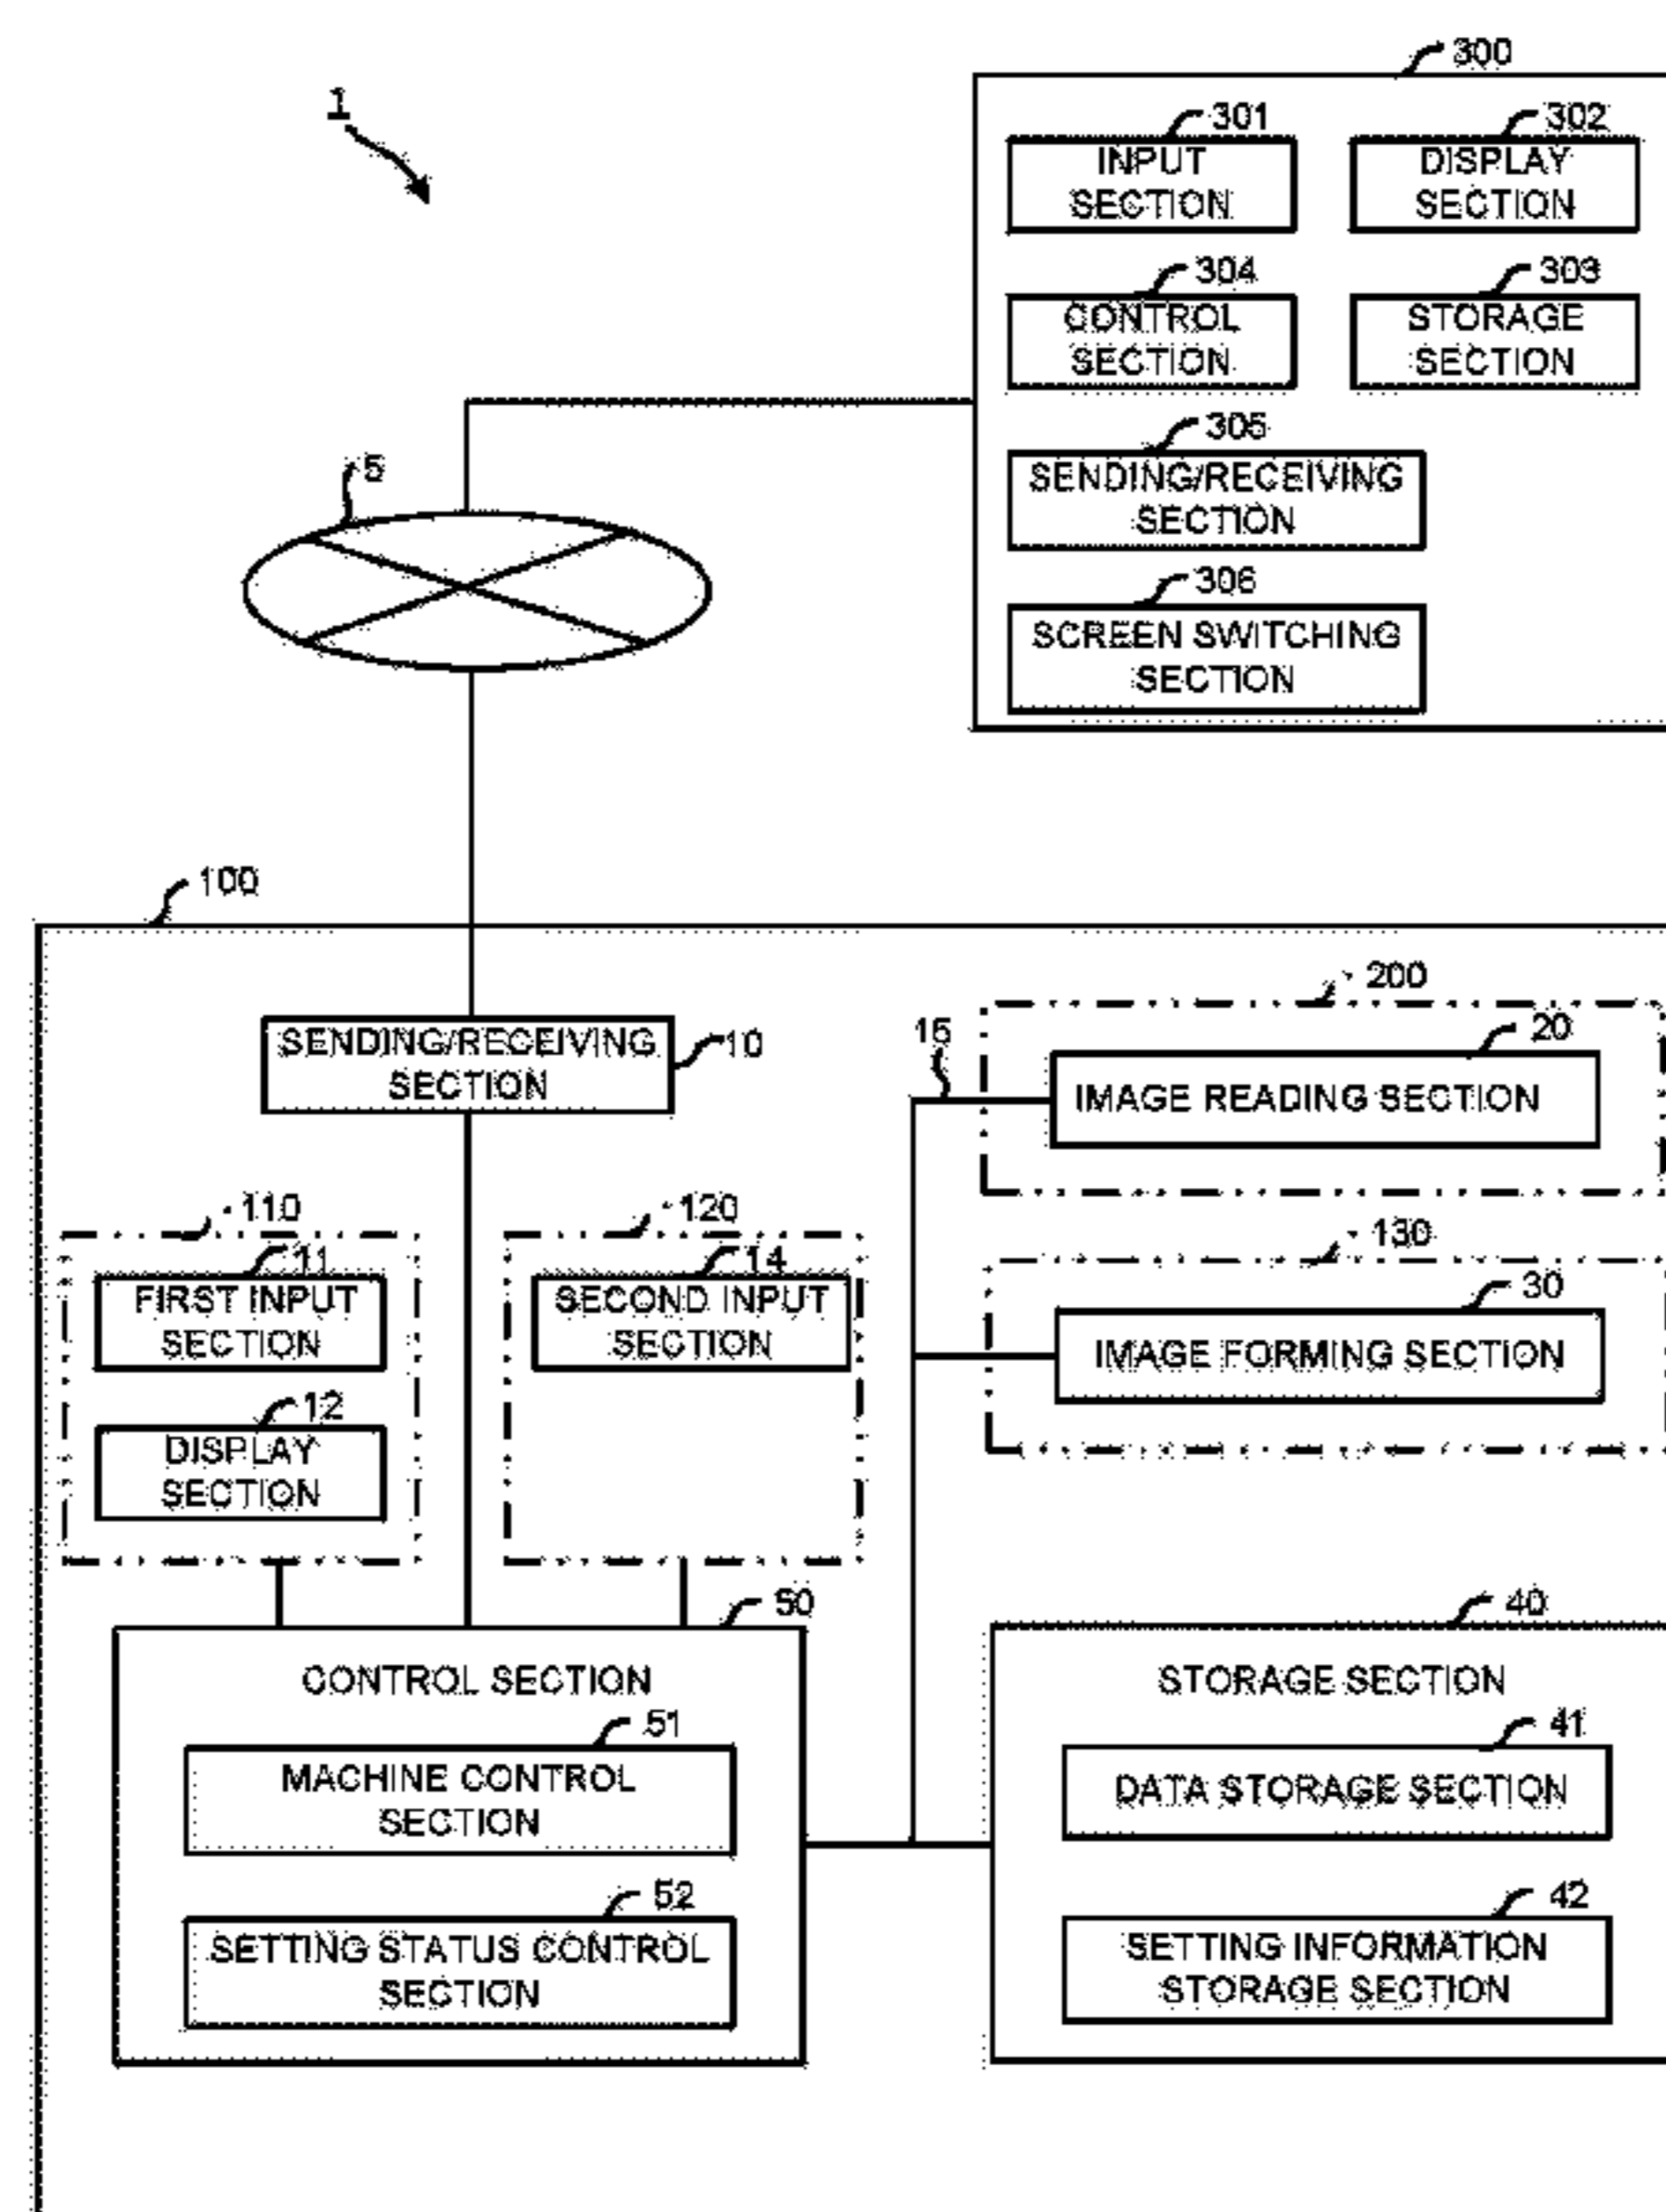 1
300
301
302
INPUT
SECTION
DISPLAY
SECTION
304
303
CONTROL
SECTION
STORAGE
SECTION
305
SENDING/RECEIVING
SECTION
306
SCREEN SWITCHING
SECTION
5
100
200
SENDING/RECEIVING
SECTION
10
15
20
IMAGE READING SECTION
110
120
130
11
FIRST INPUT
SECTION
14
SECOND INPUT
SECTION
30
IMAGE FORMING SECTION
12
DISPLAY
SECTION
50
40
CONTROL SECTION
STORAGE SECTION
51
MACHINE CONTROL
SECTION
41
DATA STORAGE SECTION
52
SETTING STATUS CONTROL
SECTION
42
SETTING INFORMATION
STORAGE SECTION